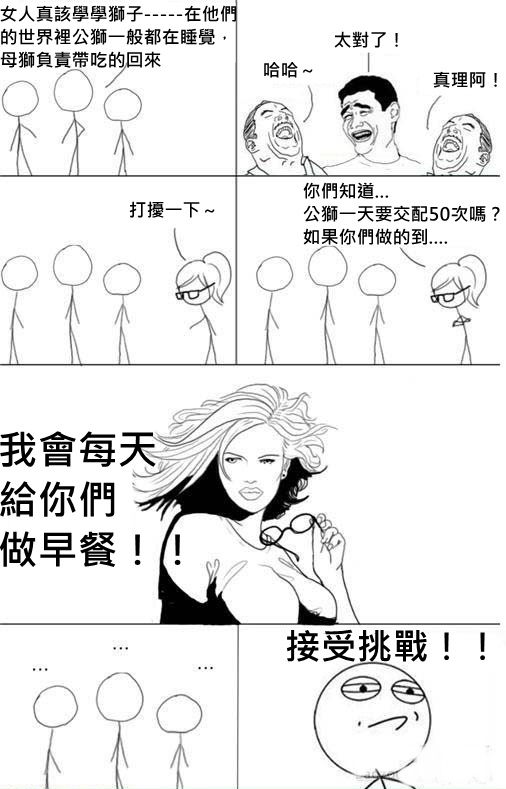 女人真該學學獅子-----在他們
的世界裡公獅一般都在睡覺，
母獅負責帶吃的回來
太對了！
哈哈～
真理阿！
打擾一下～
你們知道...
公獅一天要交配50次嗎？
如果你們做的到....
我會每天
給你們
做早餐！！
...
...
...
接受挑戰！！